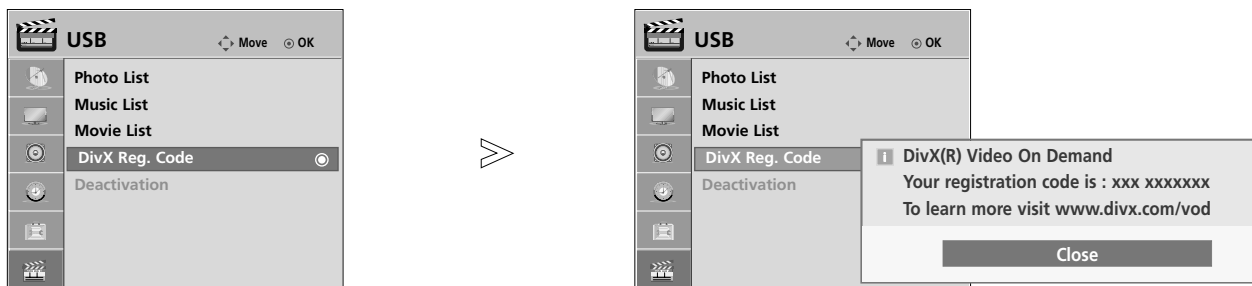 USB
Move
OK
Photo List
Music List
Movie List
DivX Reg. Code
Deactivation
USB
Move
OK
Photo List
Music List
Movie List
DivX Reg. Code
Deactivation
i
DivX(R) Video On Demand
Your registration code is : xxx xxxxxxx
To learn more visit www.divx.com/vod
Close